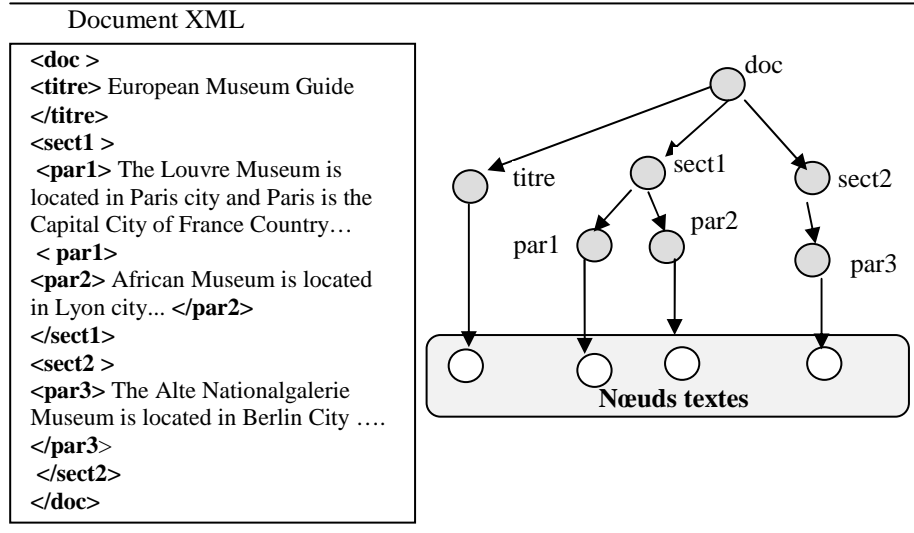 Document XML
<doc >
<titre> European Museum Guide
</titre>
<sect1 >
<par1> The Louvre Museum is
located in Paris city and Paris is the
Capital City of France Country…
< par1>
<par2> African Museum is located
in Lyon city... </par2>
</sect1>
<sect2 >
<par3> The Alte Nationalgalerie
Museum is located in Berlin City ….
</par3>
</sect2>
</doc>
doc
titre
sect1
sect2
par1
par2
par3
Nœuds textes